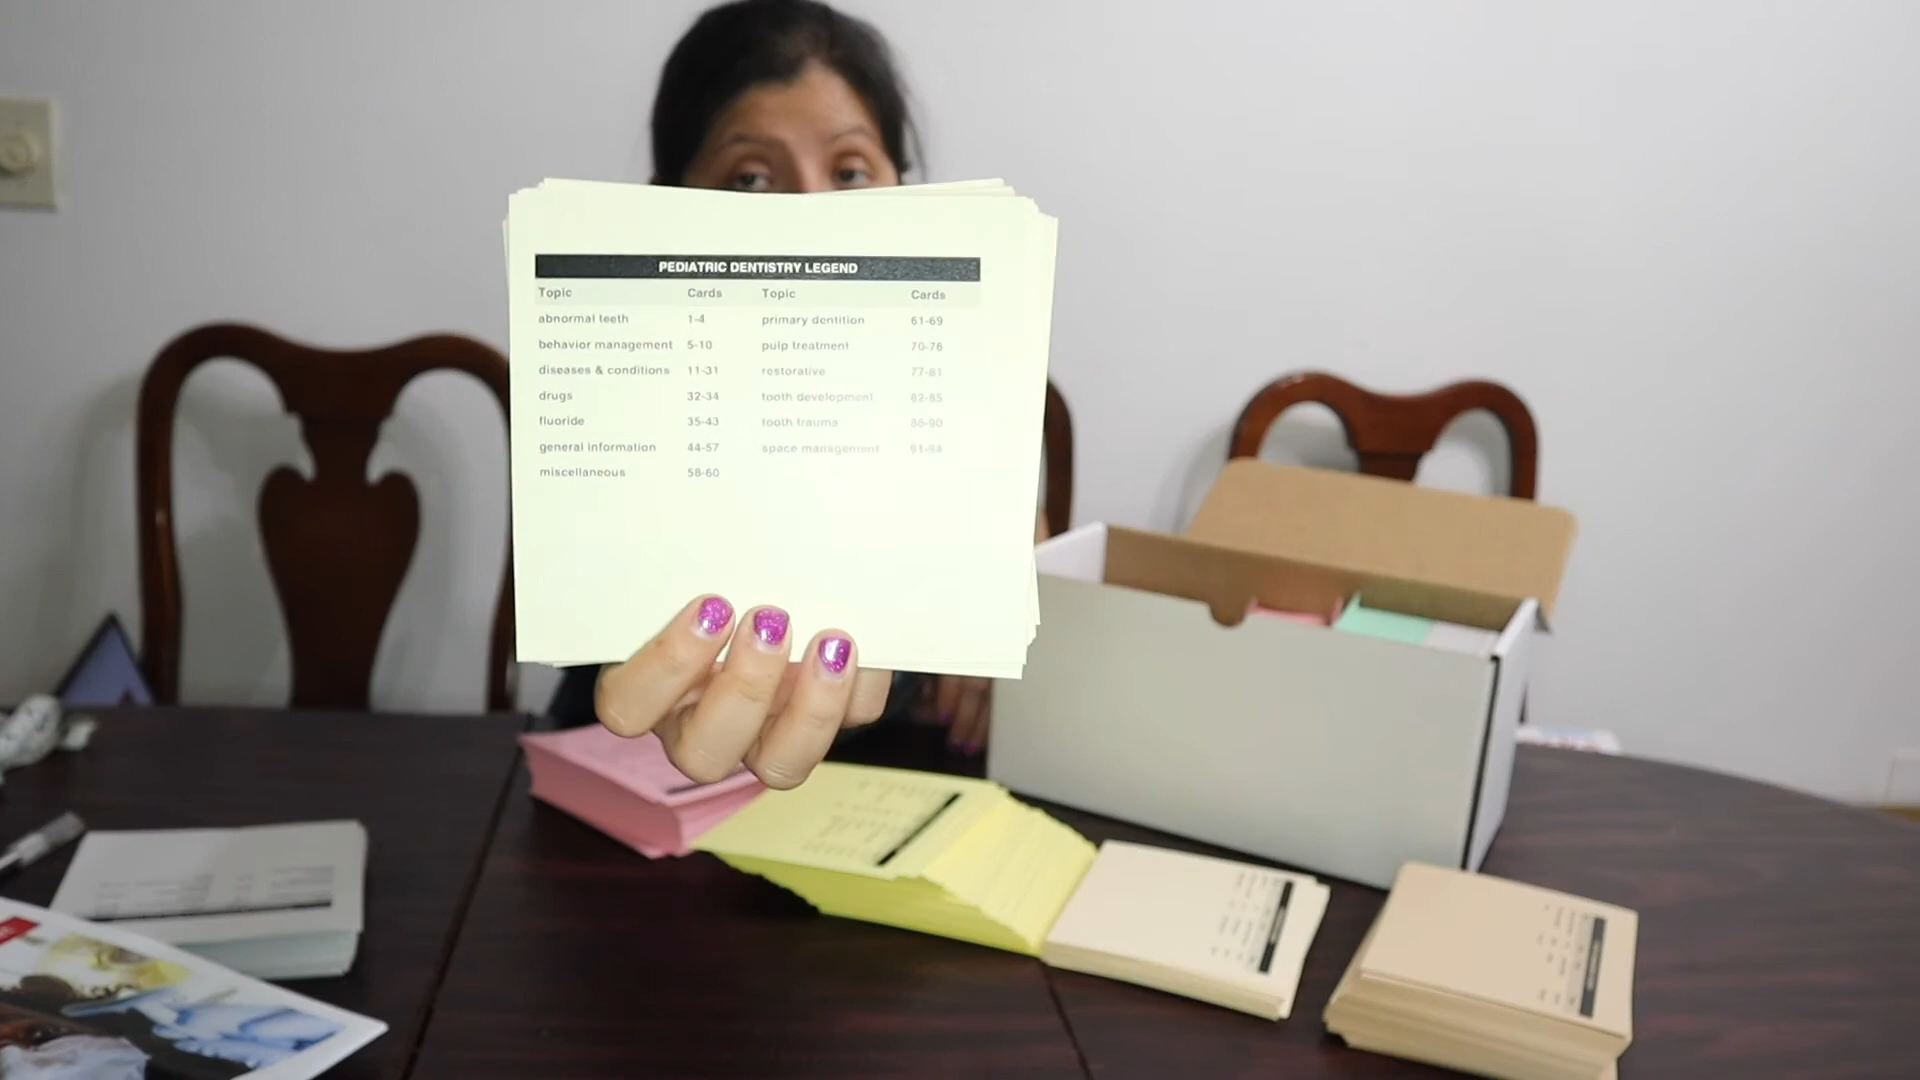 PEDIATRIC DENTISTRY LEGEND
Topic Cards Topic Cards
abnormal teeth 1-4 primary dentition 61-69
behavior management 5-10 pulp treatment 70-76
diseases & conditions 11-31 restorative 77-81
drugs 32-34 tooth development 82-85
fluoride 35-43 tooth trauma 86-90
general information 44-57 space management 91-94
miscellaneous 58-60